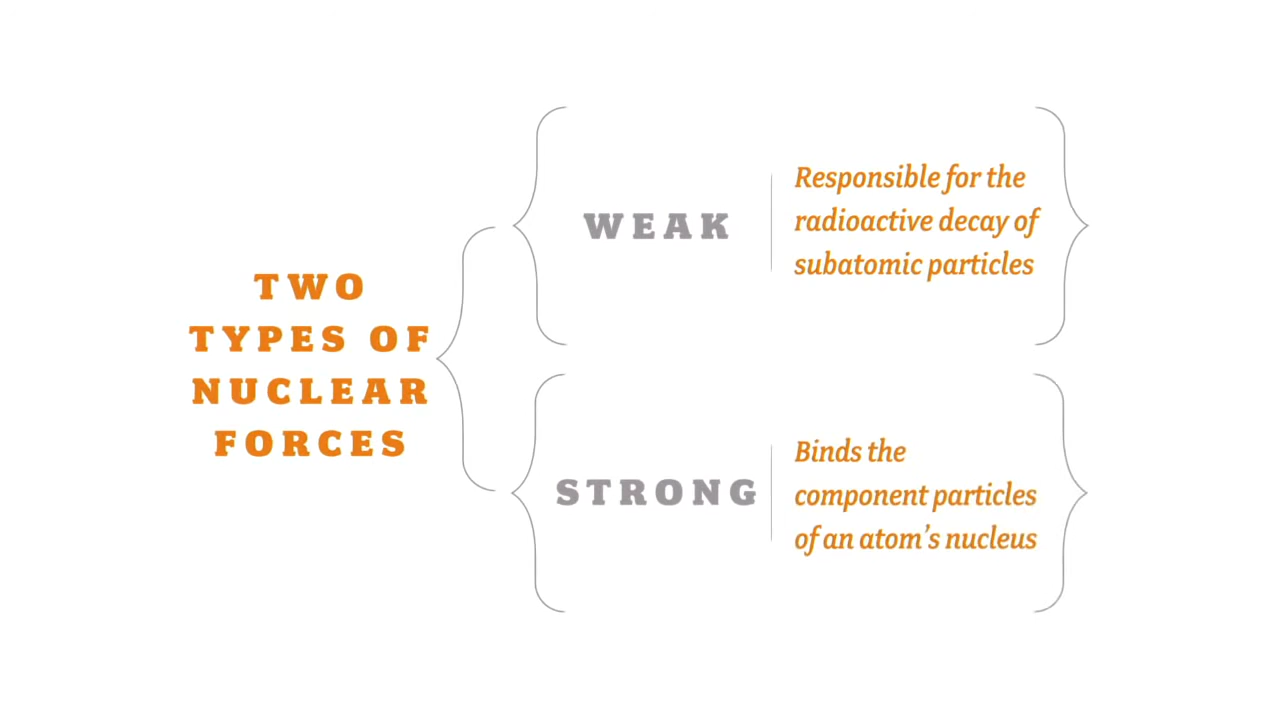 TWO
TYPES OF
NUCLEAR
FORCES
WEAK
Responsible for the
radioactive decay of
subatomic particles
STRONG
Binds the
component particles
of an atom's nucleus